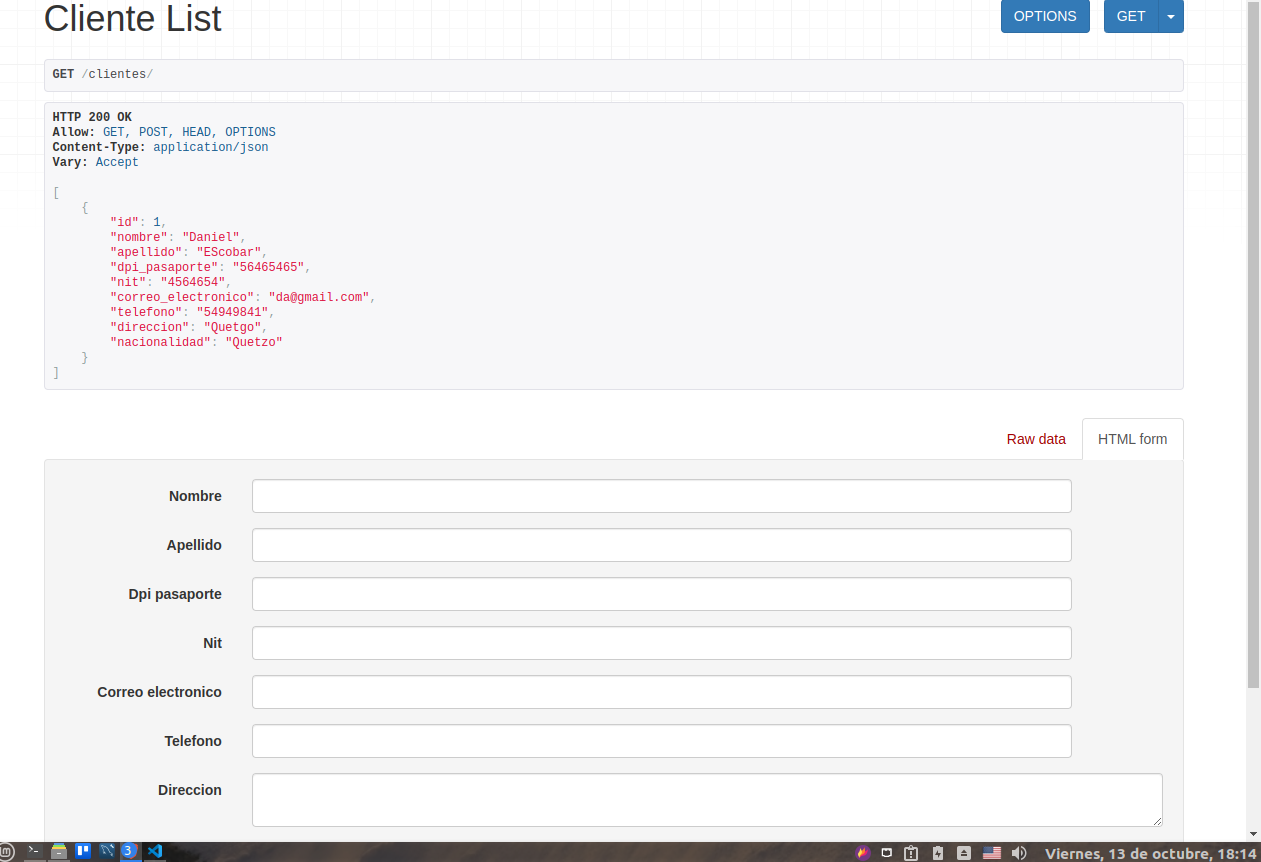 Cliente List
OPTIONS
GET
GET /clientes/
HTTP 200 OK
Allow: GET, POST, HEAD, OPTIONS
Content-Type: application/json
Vary: Accept
[
    {
        "id": 1,
        "nombre": "Daniel",
        "apellido": "EScobar",
        "dpi_pasaporte": "56465465",
        "nit": "4564654",
        "correo_electronico": "da@gmail.com",
        "telefono": "54949841",
        "direccion": "Quetgo",
        "nacionalidad": "Quetzo"
    }
]
Raw data
HTML form
Nombre
Apellido
Dpi pasaporte
Nit
Correo electronico
Telefono
Direccion
3
Viernes, 13 de octubre, 18:14